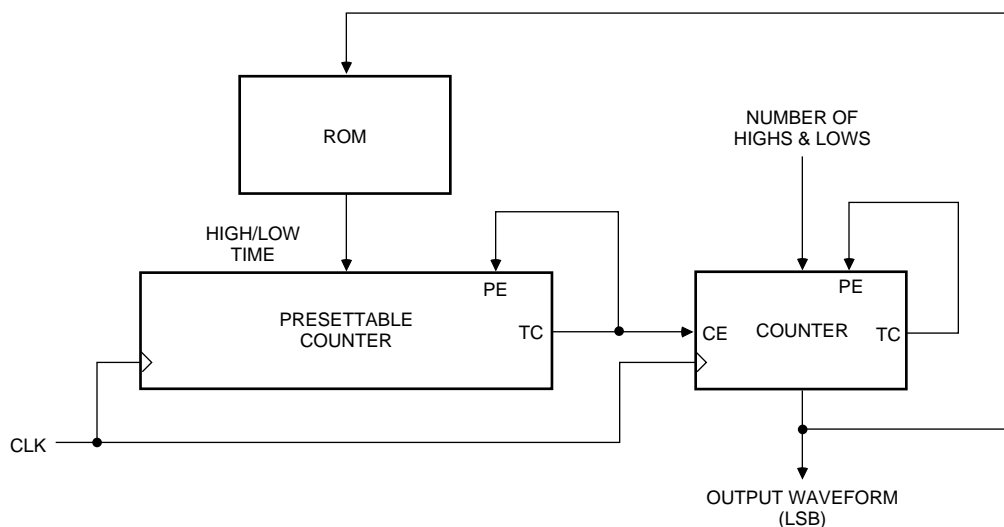 ROM
NUMBER OF
HIGHS & LOWS
HIGH/LOW
TIME
PE
PE
PRESETTABLE
COUNTER
TC
CE
COUNTER
TC
CLK
OUTPUT WAVEFORM
(LSB)